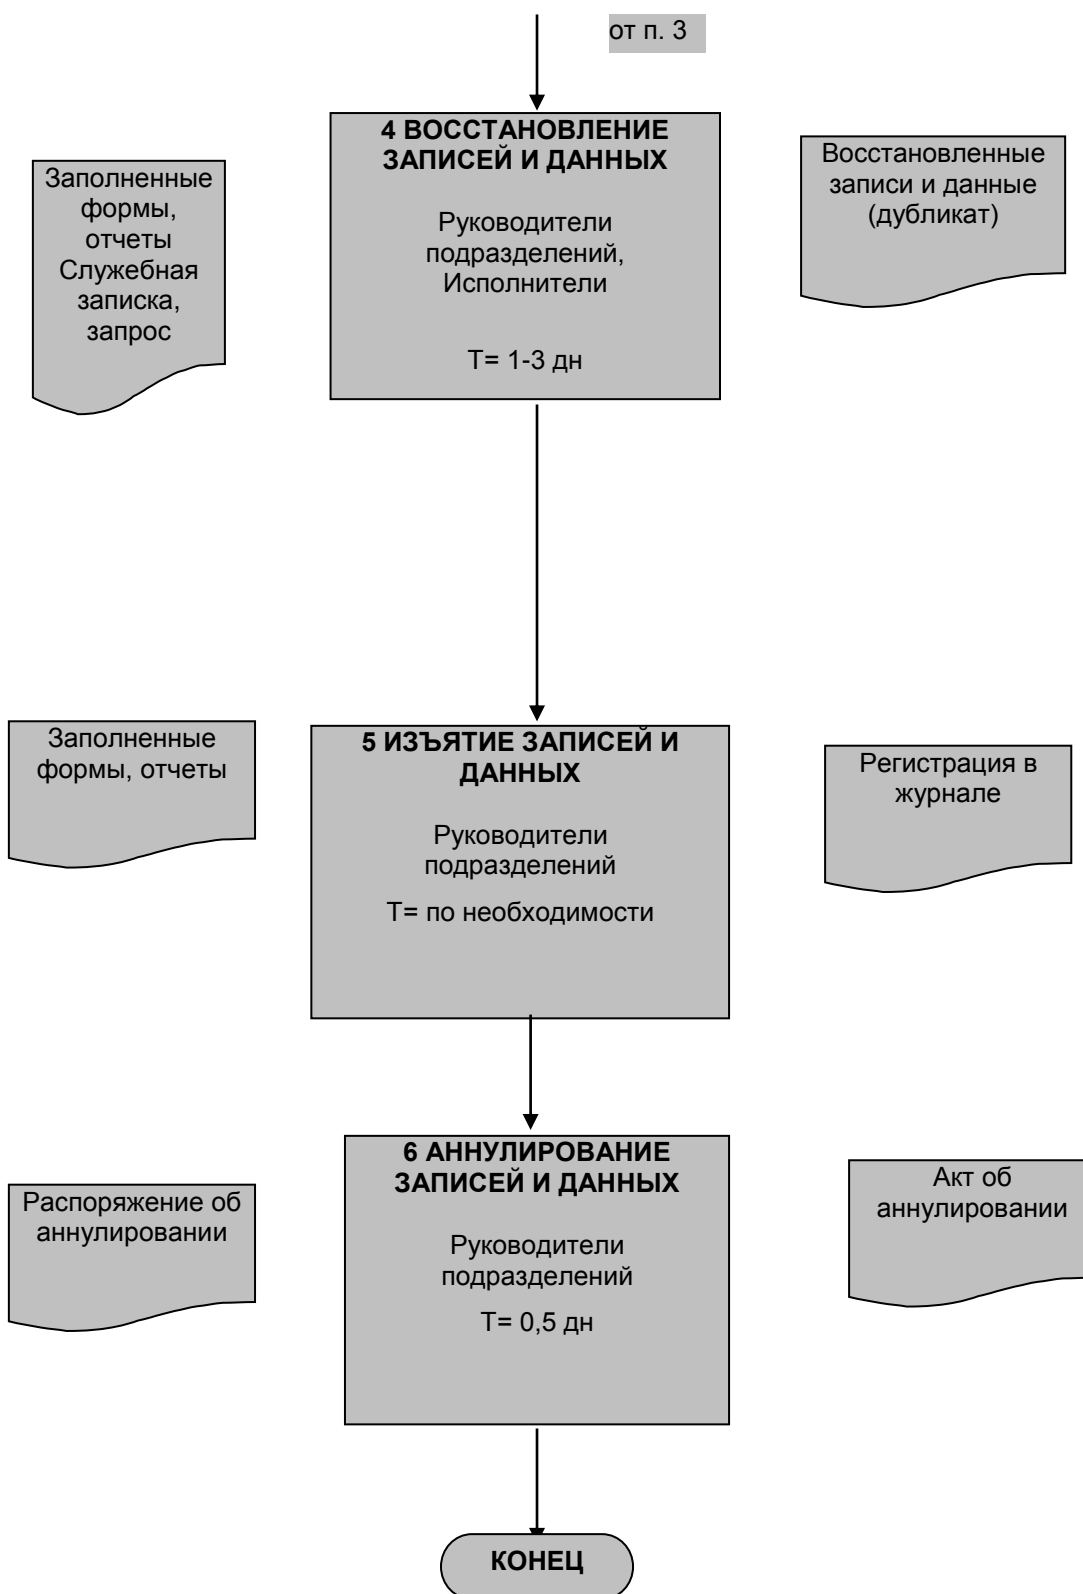 от п. 3
4 ВОССТАНОВЛЕНИЕ
ЗАПИСЕЙ И ДАННЫХ
Руководители
подразделений,
Исполнители
Т= 1-3 дн
Заполненные
формы,
отчеты
Служебная
записка,
запрос
Восстановленные
записи и данные
(дубликат)
5 ИЗЪЯТИЕ ЗАПИСЕЙ И
ДАННЫХ
Руководители
подразделений
Т= по необходимости
Заполненные
формы, отчеты
Регистрация в
журнале
6 АННУЛИРОВАНИЕ
ЗАПИСЕЙ И ДАННЫХ
Руководители
подразделений
Т= 0,5 дн
Распоряжение об
аннулировании
Акт об
аннулировании
КОНЕЦ